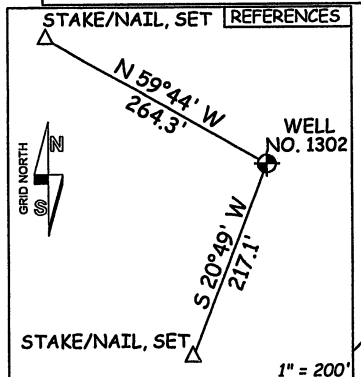 STAKE/NAIL, SET
REFERENCES
N 59°44' W
264.3'
WELL
NO. 1302
N
GRID NORTH
S
S 20°49' W
217.1'
STAKE/NAIL, SET
1" = 200'